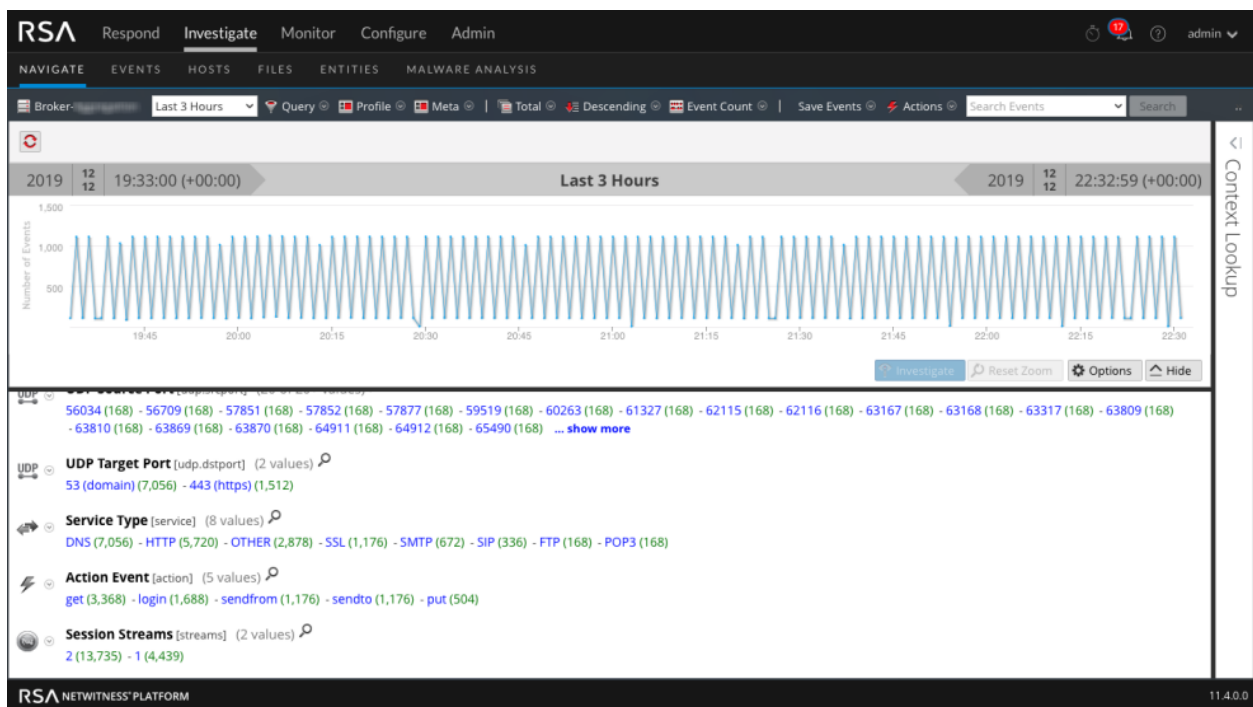 RSA Respond Investigate Monitor Configure Admin 17 admin
NAVIGATE EVENTS HOSTS FILES ENTITIES MALWARE ANALYSIS
Broker- Last 3 Hours Query Profile Meta | Total Descending Event Count | Save Events Actions Search Events Search ..
2019 12 12 19:33:00 (+00:00) Last 3 Hours 2019 12 12 22:32:59 (+00:00)
Context Lookup
Number of Events
1,500
1,000
500
19:45 20:00 20:15 20:30 20:45 21:00 21:15 21:30 21:45 22:00 22:15 22:30
Investigate Reset Zoom Options Hide
UDP
56034 (168) - 56709 (168) - 57851 (168) - 57852 (168) - 57877 (168) - 59519 (168) - 60263 (168) - 61327 (168) - 62115 (168) - 62116 (168) - 63167 (168) - 63168 (168) - 63317 (168) - 63809 (168)
- 63810 (168) - 63869 (168) - 63870 (168) - 64911 (168) - 64912 (168) - 65490 (168) ... show more
UDP UDP Target Port [udp.dstport] (2 values)
53 (domain) (7,056) - 443 (https) (1,512)
Service Type [service] (8 values)
DNS (7,056) - HTTP (5,720) - OTHER (2,878) - SSL (1,176) - SMTP (672) - SIP (336) - FTP (168) - POP3 (168)
Action Event [action] (5 values)
get (3,368) - login (1,688) - sendfrom (1,176) - sendto (1,176) - put (504)
Session Streams [streams] (2 values)
2 (13,735) - 1 (4,439)
RSA NETWITNESS® PLATFORM 11.4.0.0